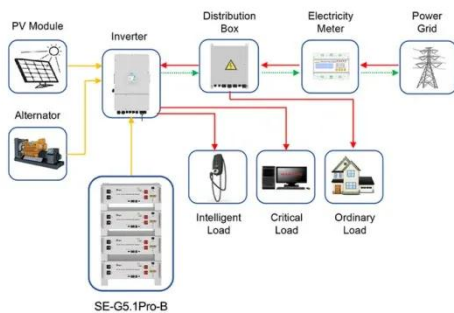 PV Module
Inverter
Distribution
Box
Electricity
Meter
Power
Grid
Alternator
Intelligent
Load
Critical
Load
Ordinary
Load
SE-G5.1Pro-B